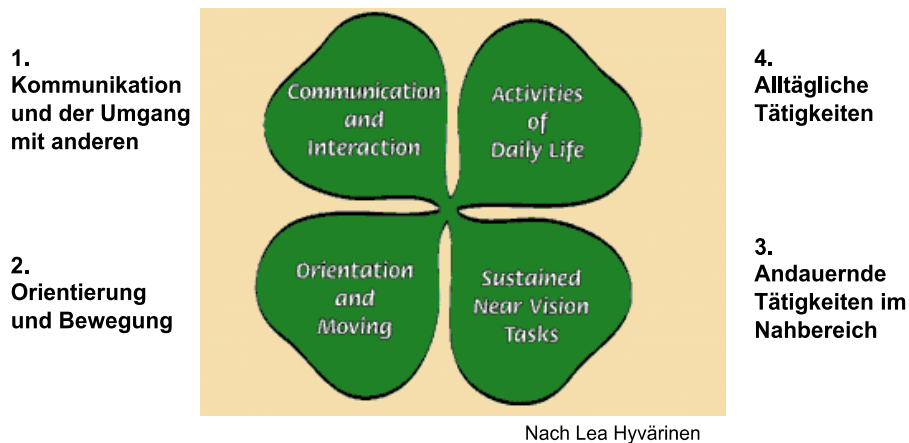 1.
Kommunikation
und der Umgang
mit anderen
Communication
and
Interaction
Activities
of
Daily Life
4.
Alltägliche
Tätigkeiten
2.
Orientierung
und Bewegung
Orientation
and
Moving
Sustained
Near Vision
Tasks
3.
Andauernde
Tätigkeiten im
Nahbereich
Nach Lea Hyvärinen